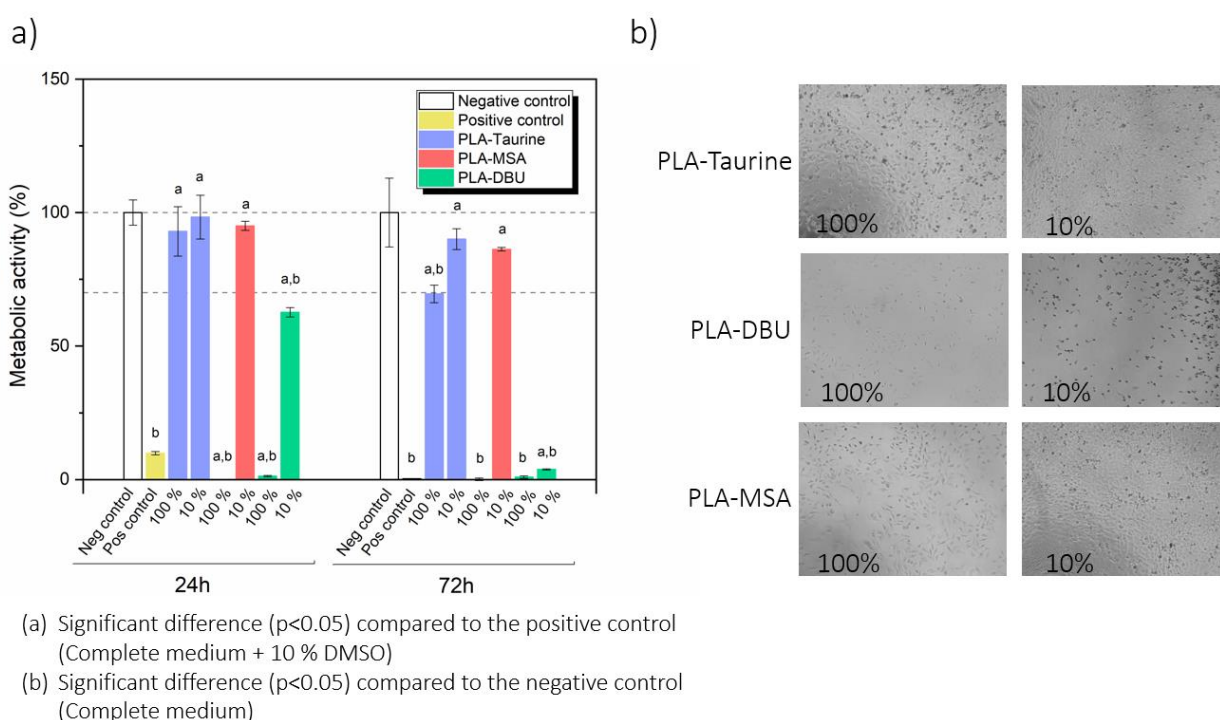 a)
150
100
50
0
Metabolic activity (%)
Negative control
Positive control
PLA-Taurine
PLA-MSA
PLA-DBU
b
a
a
a,b
a
a,b
a,b
b
a,b
a
b
a
b
a,b
Neg control
Pos control
100 %
10 %
100 %
10 %
100 %
10 %
Neg control
Pos control
100 %
10 %
100 %
10 %
100 %
10 %
24h
72h
(a) Significant difference (p<0.05) compared to the positive control
(Complete medium + 10 % DMSO)
(b) Significant difference (p<0.05) compared to the negative control
(Complete medium)
b)
PLA-Taurine
100%
10%
PLA-DBU
100%
10%
PLA-MSA
100%
10%